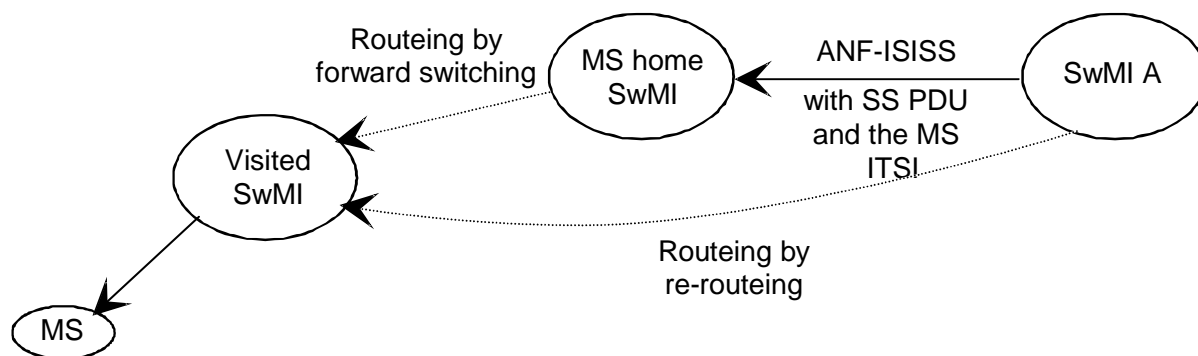 Routeing by
forward switching
MS home
SwMI
ANF-ISISS
with SS PDU
and the MS
ITSI
SwMI A
Visited
SwMI
Routeing by
re-routeing
MS